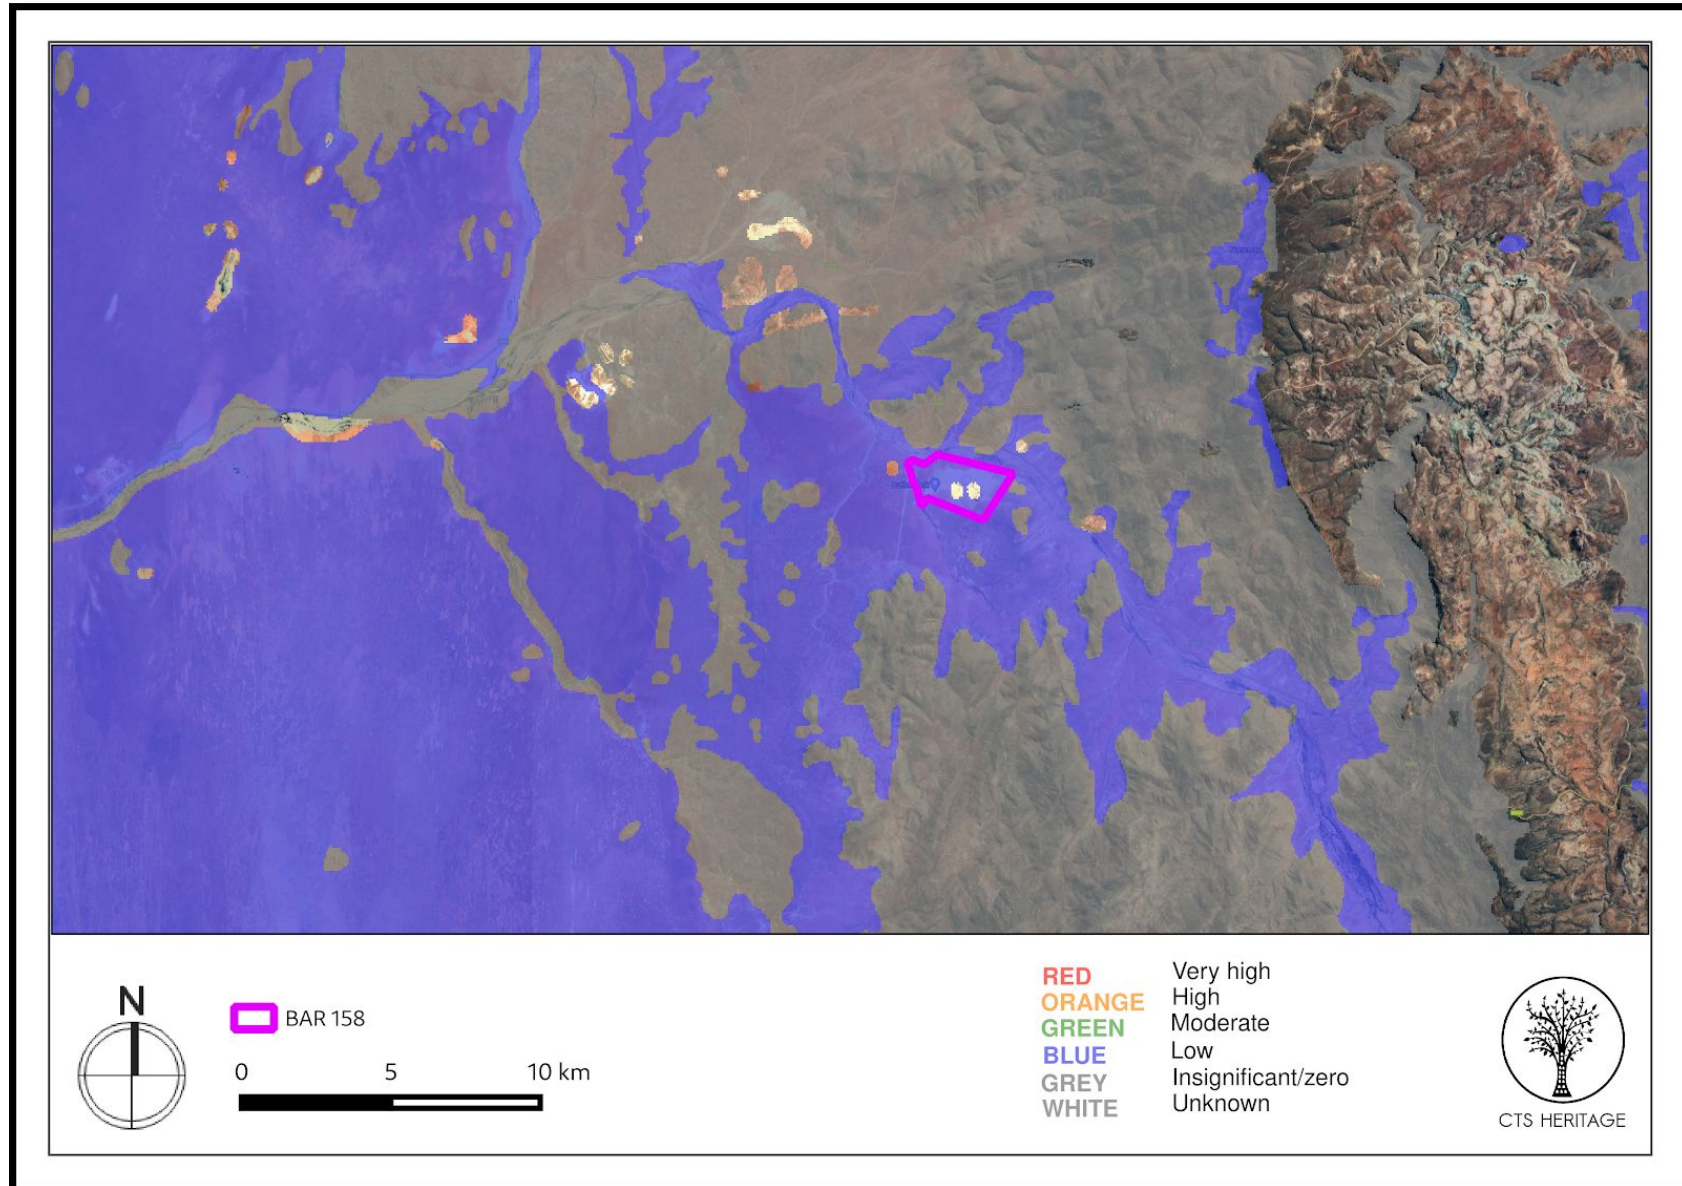 N
BAR 158
0 5 10 km
RED Very high
ORANGE High
GREEN Moderate
BLUE Low
GREY Insignificant/zero
WHITE Unknown
CTS HERITAGE